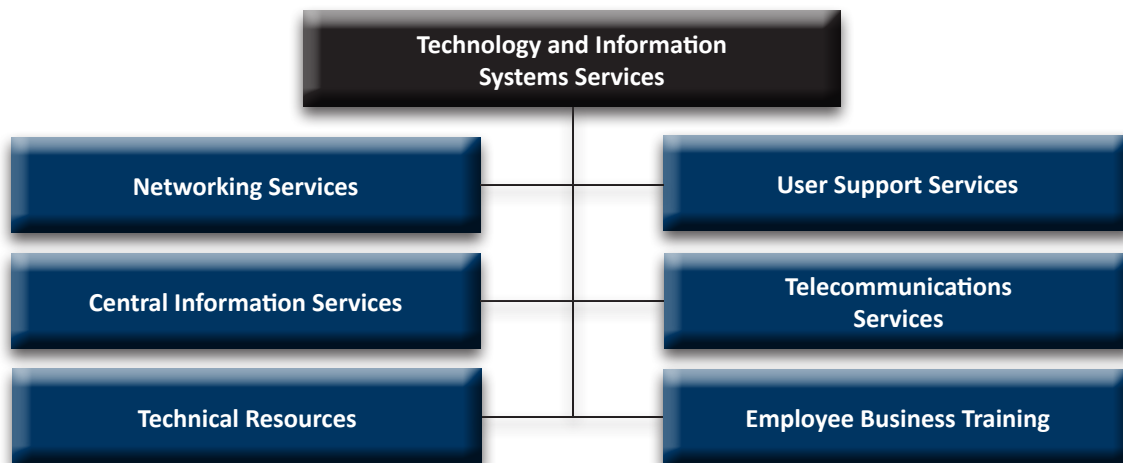 Technology and Information
Systems Services
Networking Services
User Support Services
Central Information Services
Telecommunications
Services
Technical Resources
Employee Business Training